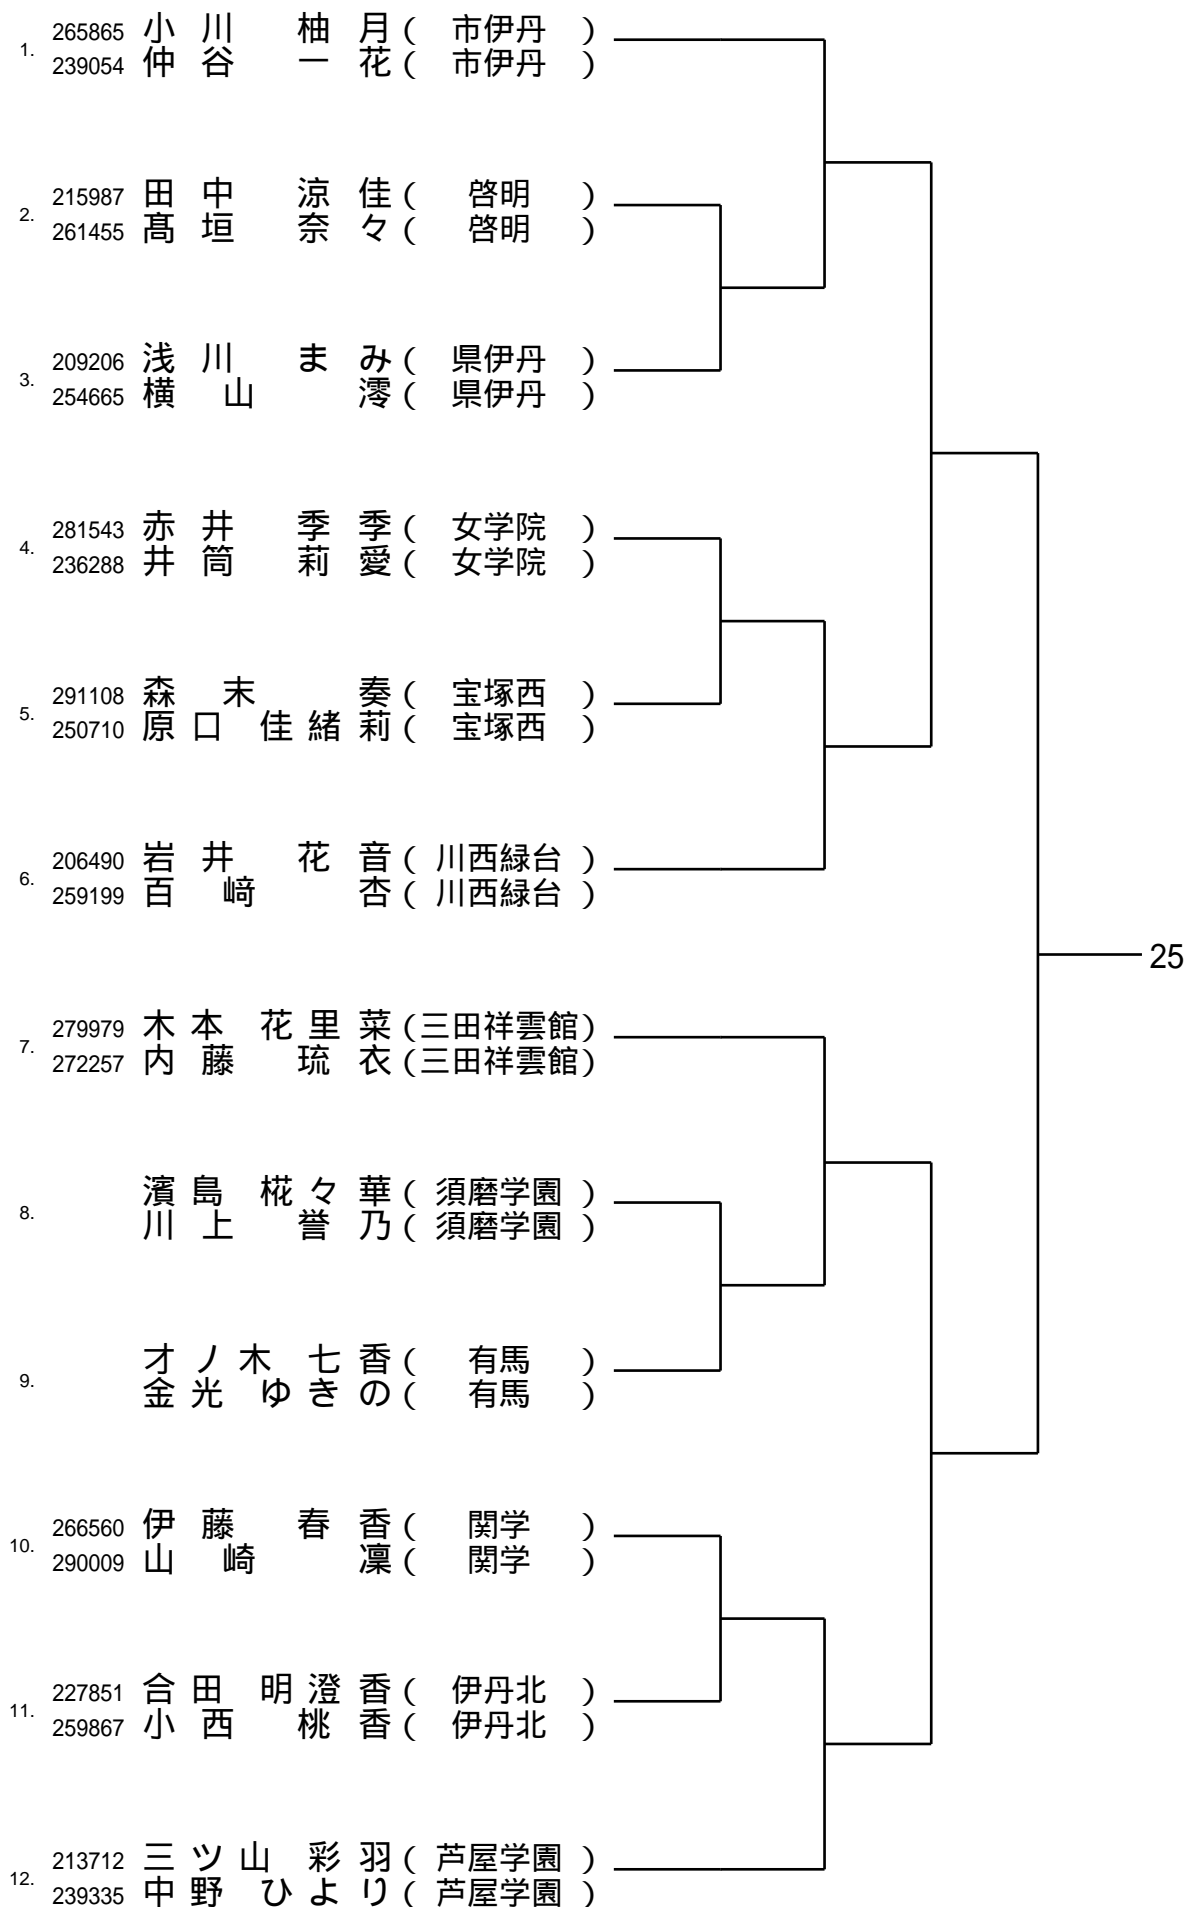 1. 265865 小川 柚月 ( 市伊丹 )
239054 仲谷 一花 ( 市伊丹 )
2. 215987 田中 涼佳 ( 啓明 )
261455 髙垣 奈々 ( 啓明 )
3. 209206 浅川 まみ ( 県伊丹 )
254665 横山 澪 ( 県伊丹 )
4. 281543 赤井 季季 ( 女学院 )
236288 井筒 莉愛 ( 女学院 )
5. 291108 森末 奏 ( 宝塚西 )
250710 原口 佳緒莉 ( 宝塚西 )
6. 206490 岩井 花音 ( 川西緑台 )
259199 百﨑 杏 ( 川西緑台 )
25
7. 279979 木本 花里菜 (三田祥雲館)
272257 内藤 琉衣 (三田祥雲館)
8. 濱島 椛々華 ( 須磨学園 )
川上 誉乃 ( 須磨学園 )
9. 才ノ木 七香 ( 有馬 )
金光 ゆきの ( 有馬 )
10. 266560 伊藤 春香 ( 関学 )
290009 山崎 凜 ( 関学 )
11. 227851 合田 明澄香 ( 伊丹北 )
259867 小西 桃香 ( 伊丹北 )
12. 213712 三ツ山 彩羽 ( 芦屋学園 )
239335 中野 ひより ( 芦屋学園 )